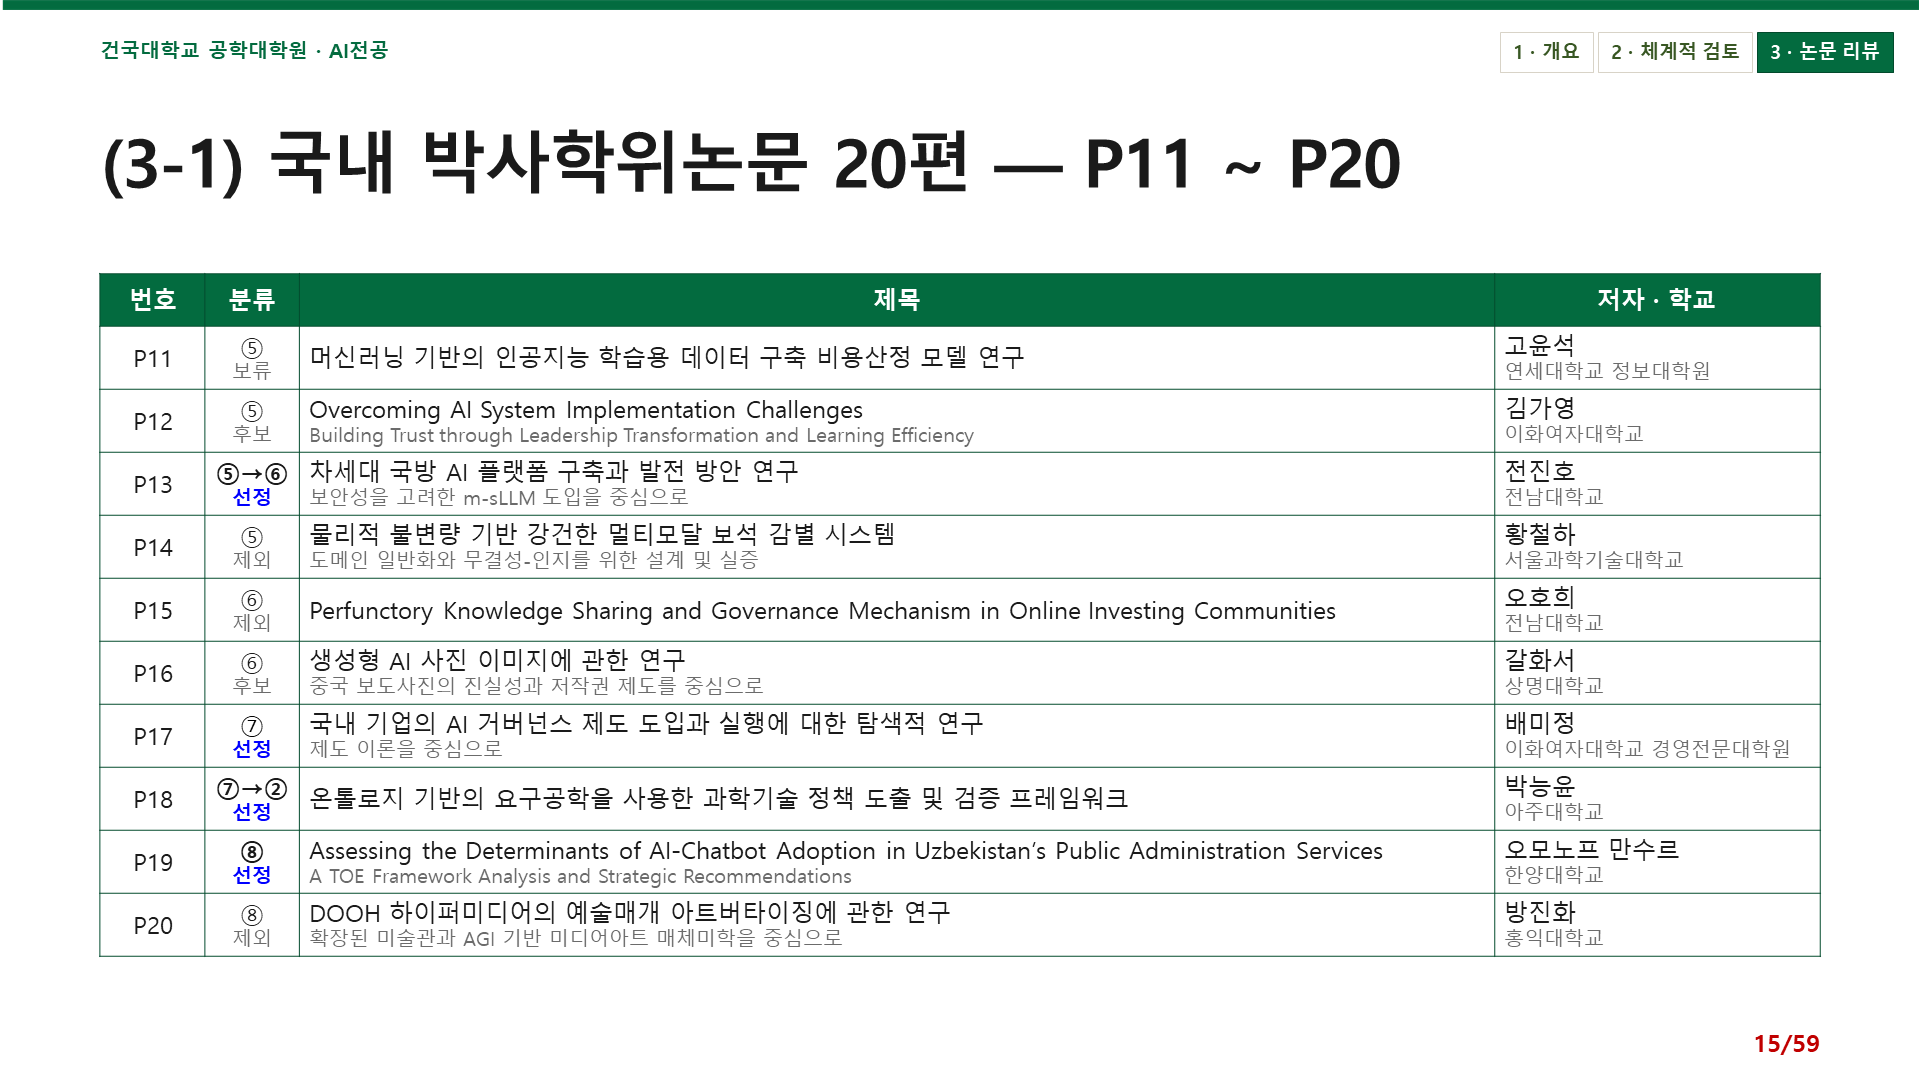 건국대학교 공학대학원 · AI전공
1 · 개요
2 · 체계적 검토
3 · 논문 리뷰
(3-1) 국내 박사학위논문 20편 — P11 ~ P20
번호
분류
제목
저자 · 학교
P11
⑤
보류
머신러닝 기반의 인공지능 학습용 데이터 구축 비용산정 모델 연구
고윤석
연세대학교 정보대학원
P12
⑤
후보
Overcoming AI System Implementation Challenges
Building Trust through Leadership Transformation and Learning Efficiency
김가영
이화여자대학교
P13
⑤→⑥
선정
차세대 국방 AI 플랫폼 구축과 발전 방안 연구
보안성을 고려한 m-sLLM 도입을 중심으로
전진호
전남대학교
P14
⑤
제외
물리적 불변량 기반 강건한 멀티모달 보석 감별 시스템
도메인 일반화와 무결성-인지를 위한 설계 및 실증
황철하
서울과학기술대학교
P15
⑥
제외
Perfunctory Knowledge Sharing and Governance Mechanism in Online Investing Communities
오호희
전남대학교
P16
⑥
후보
생성형 AI 사진 이미지에 관한 연구
중국 보도사진의 진실성과 저작권 제도를 중심으로
갈화서
상명대학교
P17
⑦
선정
국내 기업의 AI 거버넌스 제도 도입과 실행에 대한 탐색적 연구
제도 이론을 중심으로
배미정
이화여자대학교 경영전문대학원
P18
⑦→②
선정
온톨로지 기반의 요구공학을 사용한 과학기술 정책 도출 및 검증 프레임워크
박능윤
아주대학교
P19
⑧
선정
Assessing the Determinants of AI-Chatbot Adoption in Uzbekistan’s Public Administration Services
A TOE Framework Analysis and Strategic Recommendations
오모노프 만수르
한양대학교
P20
⑧
제외
DOOH 하이퍼미디어의 예술매개 아트버타이징에 관한 연구
확장된 미술관과 AGI 기반 미디어아트 매체미학을 중심으로
방진화
홍익대학교
15/59